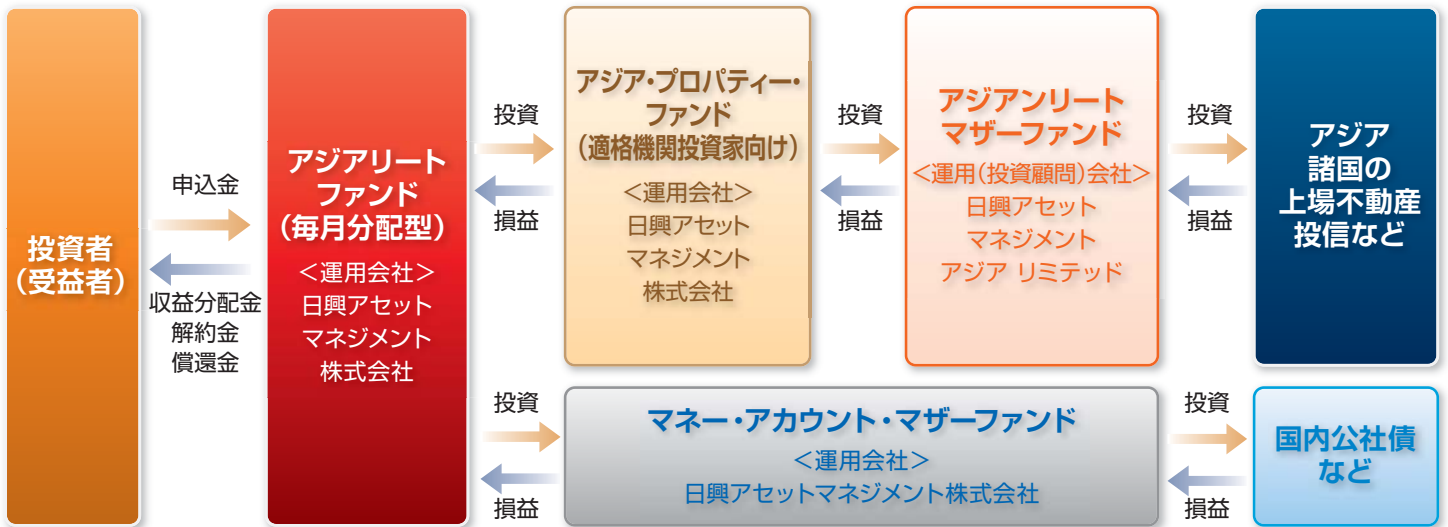 投資者
(受益者)
申込金
収益分配金
解約金
償還金
アジアリート
ファンド
(毎月分配型)
＜運用会社＞
日興アセット
マネジメント
株式会社
投資
損益
アジア・プロパティー・
ファンド
(適格機関投資家向け)
＜運用会社＞
日興アセット
マネジメント
株式会社
投資
損益
アジアンリート
マザーファンド
＜運用(投資顧問)会社＞
日興アセット
マネジメント
アジア リミテッド
投資
損益
アジア
諸国の
上場不動産
投信など
投資
損益
マネー・アカウント・マザーファンド
＜運用会社＞
日興アセットマネジメント株式会社
投資
損益
国内公社債
など